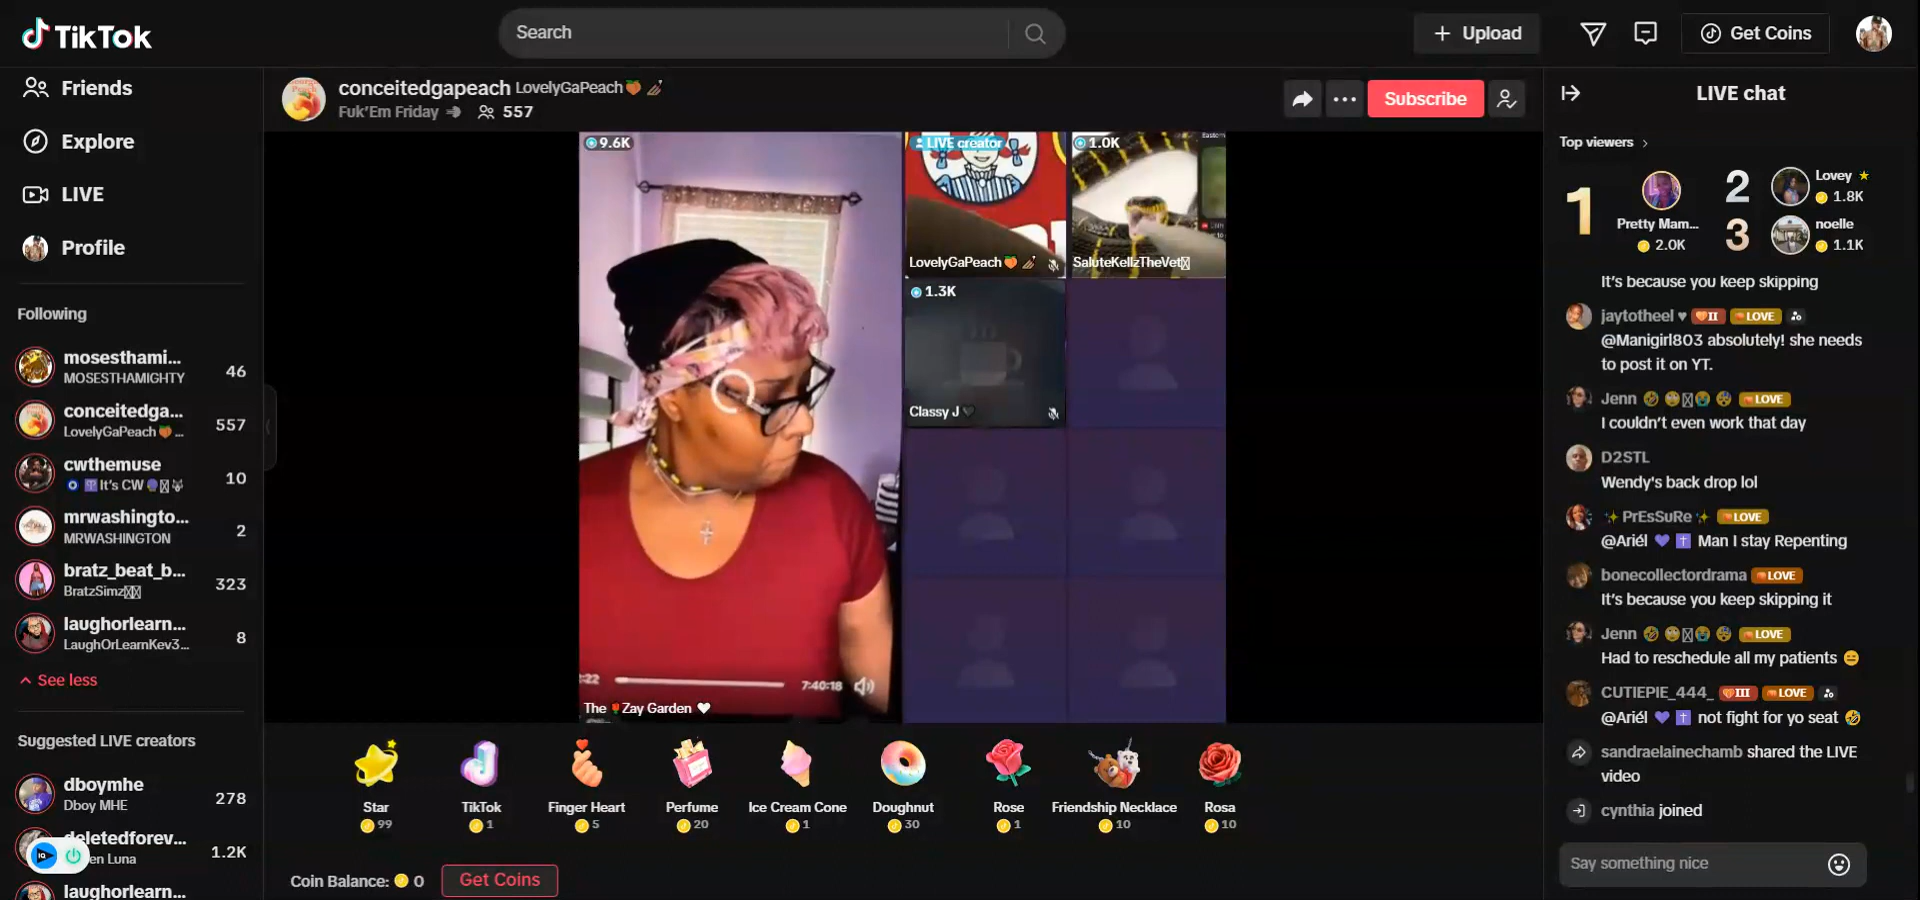 TikTok
Search
Upload
Get Coins
Friends
Explore
LIVE
Profile
Following
mosesthami...
MOSESTHAMIGHTY
46
conceitedga...
LovelyGaPeach🍑...
557
cwthemuse
🧿 It's CW
10
mrwashingto...
MRWASHINGTON
2
bratz_beat_b...
BratzSimz
323
laughorlearn...
LaughOrLearnKev3...
8
See less
Suggested LIVE creators
dboymhe
Dboy MHE
278
deletedforev...
en Luna
1.2K
laughorlearn...
conceitedgapeach LovelyGaPeach🍑
Fuk'Em Friday
557
Subscribe
9.6K
LIVE creator
1.0K
LovelyGaPeach🍑
SaluteKellzTheVet
1.3K
Classy J🖤
:22
7:40:18
The 🌹Zay Garden 🤍
Star
99
TikTok
1
Finger Heart
5
Perfume
20
Ice Cream Cone
1
Doughnut
30
Rose
1
Friendship Necklace
10
Rosa
10
Coin Balance: 0
Get Coins
LIVE chat
Top viewers
1
Pretty Mam...
2.0K
2
Lovey ⭐
1.8K
3
noelle
1.1K
It's because you keep skipping
jaytotheel ♥ II LOVE
@Manigirl803 absolutely! she needs
to post it on YT.
Jenn LOVE
I couldn't even work that day
D2STL
Wendy's back drop lol
✨PrEsSuRe✨ LOVE
@Ariél 💜 ✝️ Man I stay Repenting
bonecollectordrama LOVE
It's because you keep skipping it
Jenn LOVE
Had to reschedule all my patients 😑
CUTIEPIE_444_ III LOVE
@Ariél 💜 ✝️ not fight for yo seat 🤣
sandraelainechamb shared the LIVE
video
cynthia joined
Say something nice